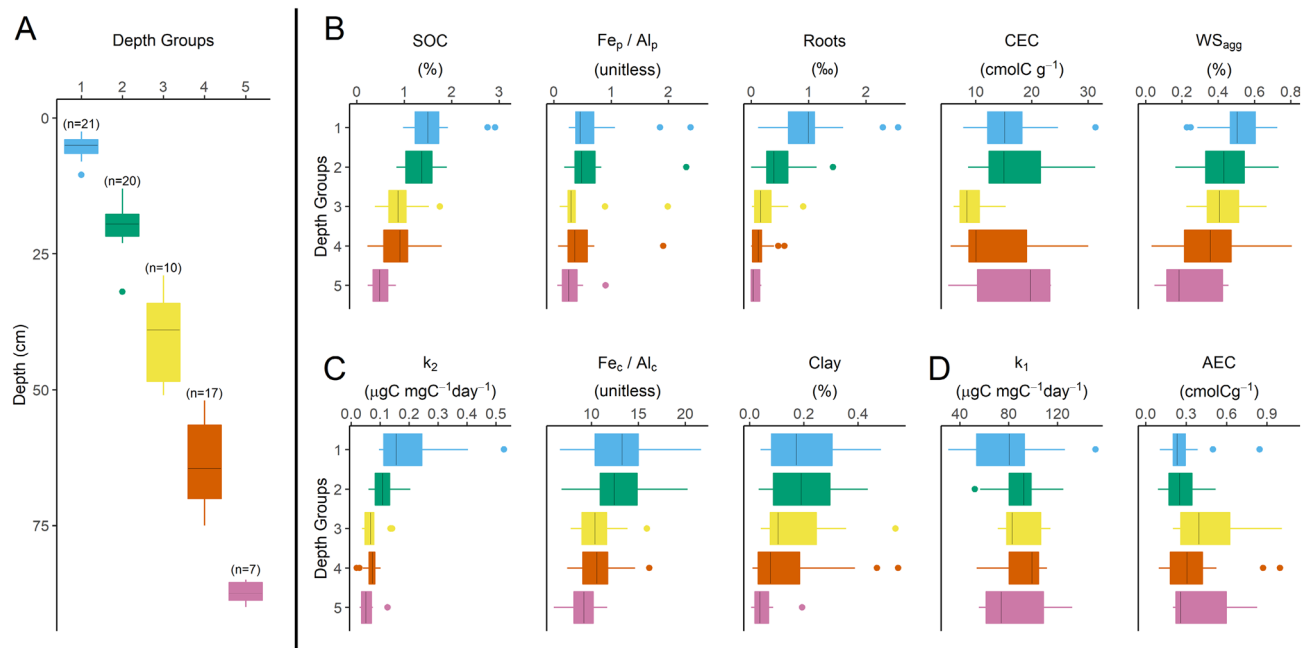 A
Depth Groups
1 2 3 4 5
Depth (cm)
0
25
50
75
(n=21)
(n=20)
(n=10)
(n=17)
(n=7)
B
SOC
(%)
0 1 2 3
Fep / Alp
(unitless)
0 1 2
Roots
(‰)
0 1 2
CEC
(cmolC g−1)
10 20 30
WSagg
(%)
0.0 0.2 0.4 0.6 0.8
Depth Groups
1
2
3
4
5
C
k2
(µgC mgC−1day−1)
0.0 0.1 0.2 0.3 0.4 0.5
Fec / Alc
(unitless)
10 15 20
Clay
(%)
0.0 0.2 0.4
Depth Groups
1
2
3
4
5
D
k1
(µgC mgC−1day−1)
40 80 120
AEC
(cmolCg−1)
0.0 0.3 0.6 0.9